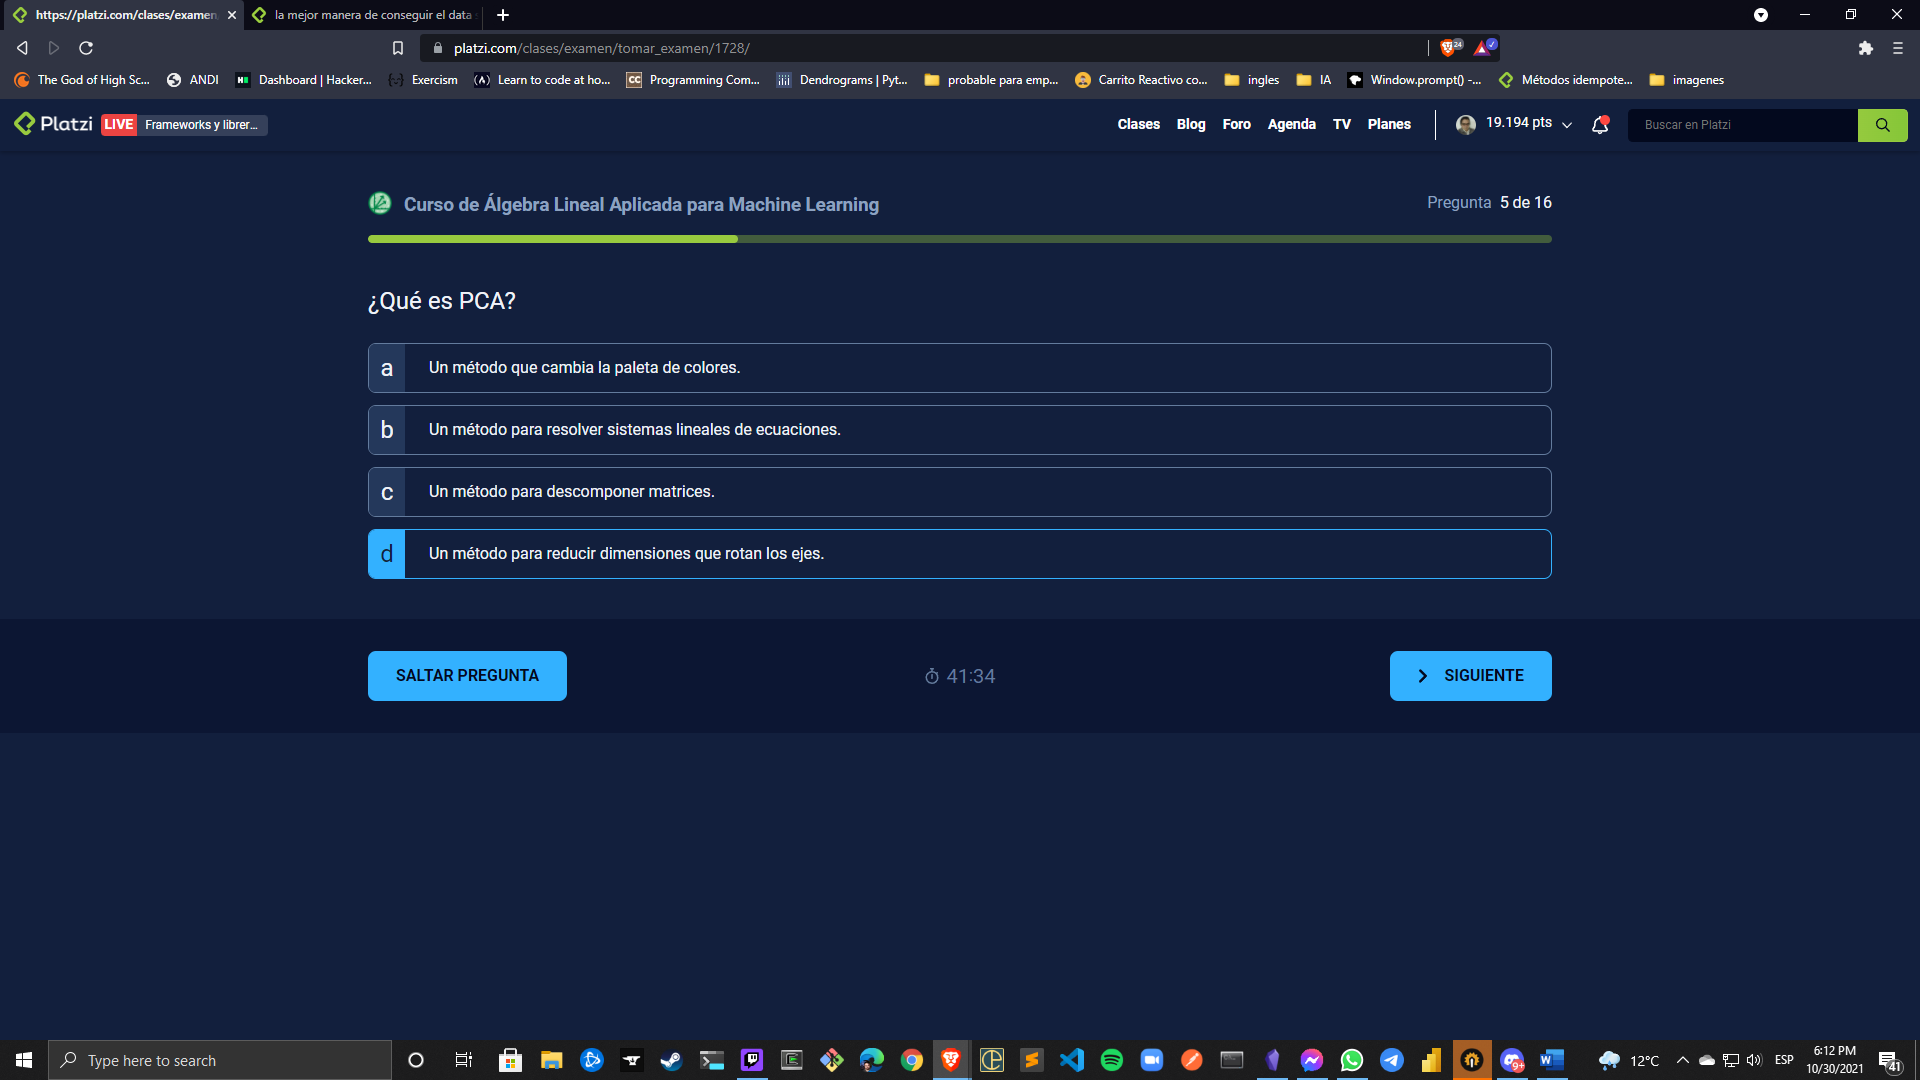 https://platzi.com/clases/examen
la mejor manera de conseguir el data
platzi.com/clases/examen/tomar_examen/1728/
24
The God of High Sc...
ANDI
Dashboard | Hacker...
Exercism
Learn to code at ho...
CC
Programming Com...
Dendrograms | Pyt...
probable para emp...
Carrito Reactivo co...
ingles
IA
Window.prompt() -...
Métodos idempote...
imagenes
Platzi
LIVE
Frameworks y librer...
Clases
Blog
Foro
Agenda
TV
Planes
19.194 pts
Buscar en Platzi
Curso de Álgebra Lineal Aplicada para Machine Learning
Pregunta 5 de 16
¿Qué es PCA?
a Un método que cambia la paleta de colores.
b Un método para resolver sistemas lineales de ecuaciones.
c Un método para descomponer matrices.
d Un método para reducir dimensiones que rotan los ejes.
SALTAR PREGUNTA
41:34
SIGUIENTE
Type here to search
9+
12°C
ESP
6:12 PM
10/30/2021
41